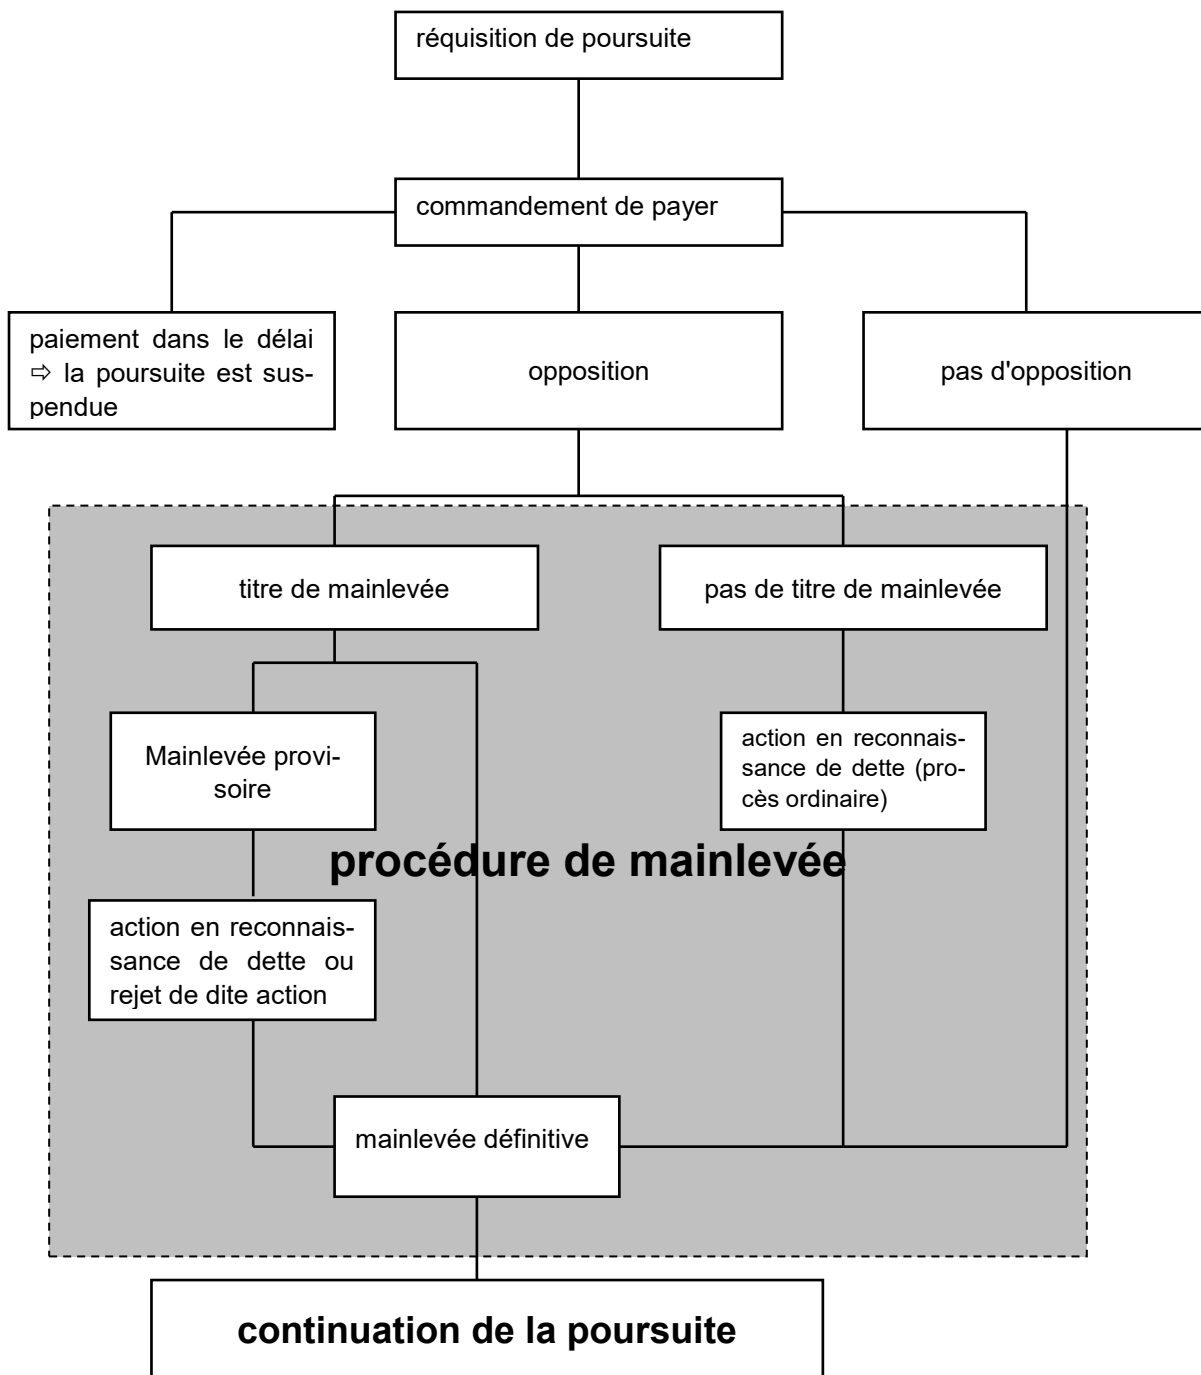 réquisition de poursuite
commandement de payer
paiement dans le délai
⇨ la poursuite est sus-
pendue
opposition
pas d'opposition
titre de mainlevée
pas de titre de mainlevée
Mainlevée provi-
soire
action en reconnais-
sance de dette (pro-
cès ordinaire)
procédure de mainlevée
action en reconnais-
sance de dette ou
rejet de dite action
mainlevée définitive
continuation de la poursuite